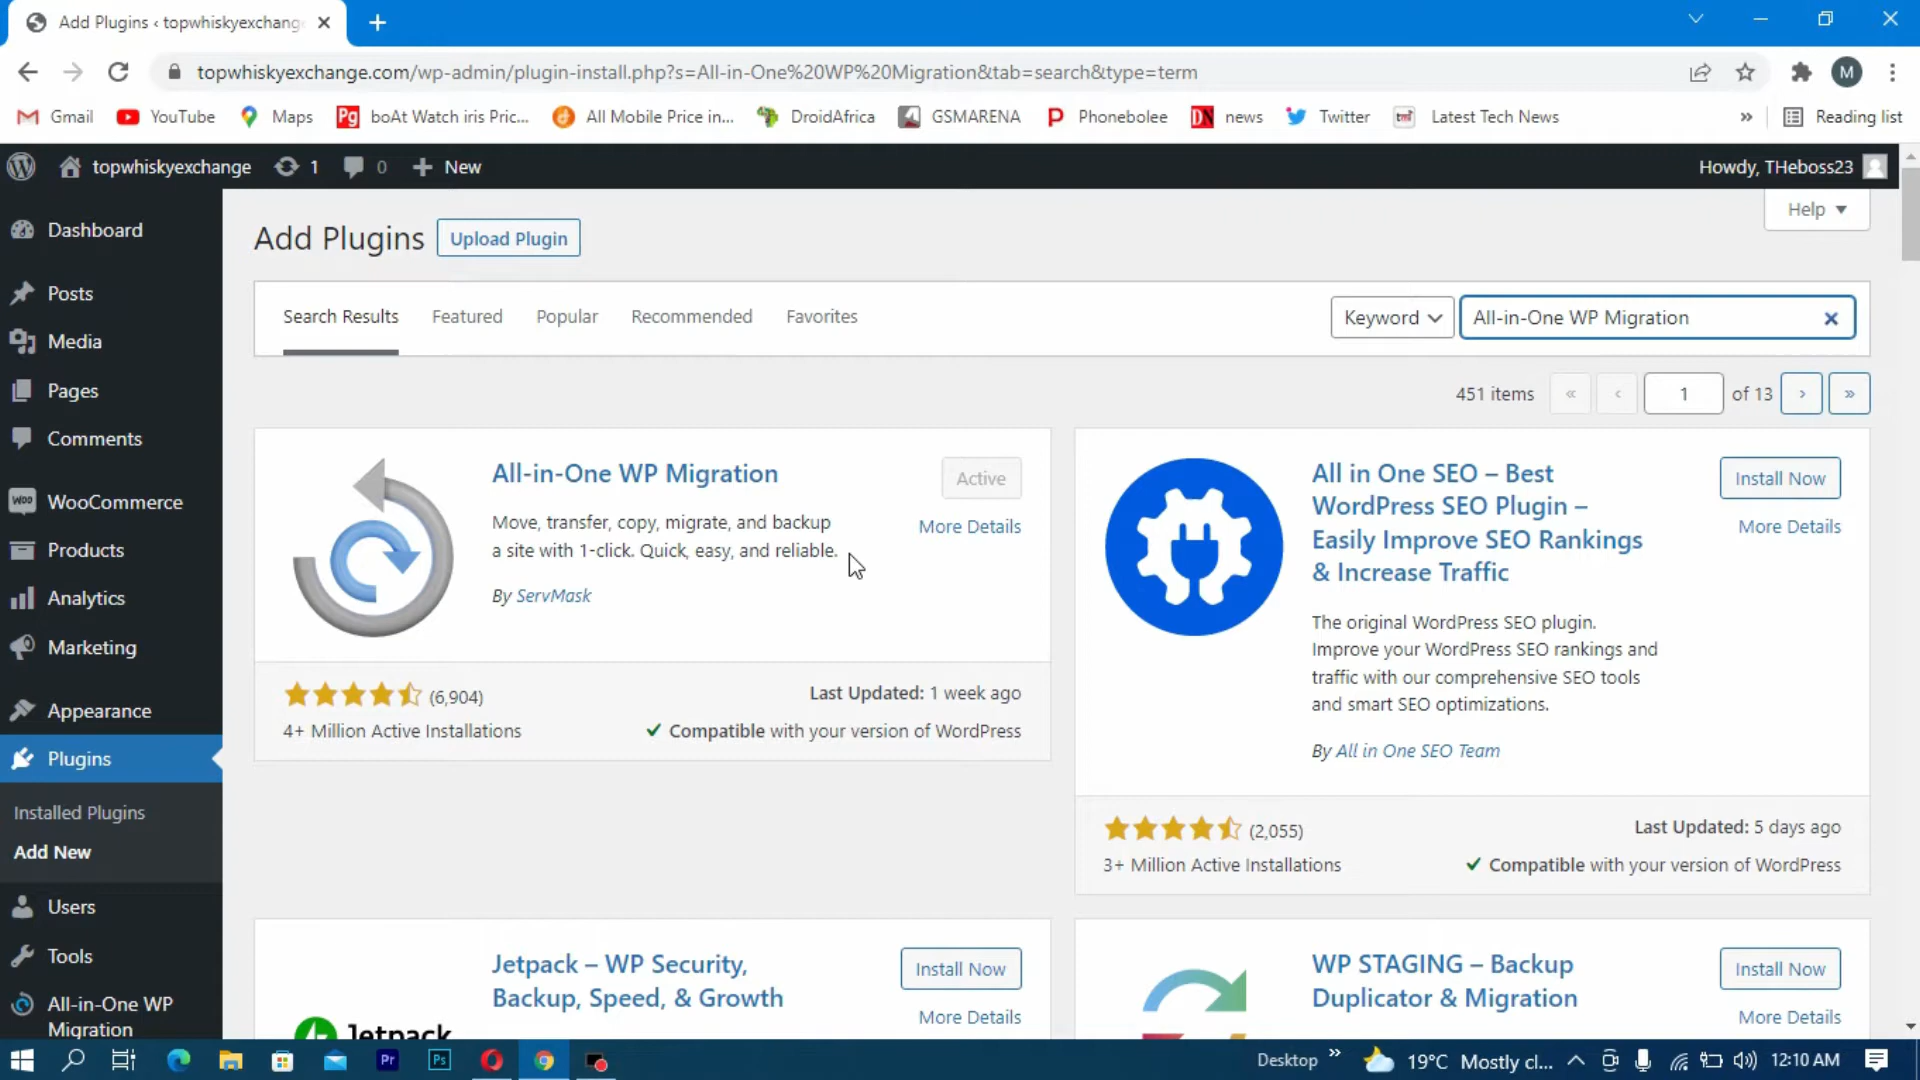 Add Plugins ‹ topwhiskyexchang
topwhiskyexchange.com/wp-admin/plugin-install.php?s=All-in-One%20WP%20Migration&tab=search&type=term
M
Gmail
YouTube
Maps
Pg
boAt Watch iris Pric...
All Mobile Price in...
DroidAfrica
GSMARENA
Phonebolee
DN
news
Twitter
tmf
Latest Tech News
»
Reading list
topwhiskyexchange
1
0
New
Howdy, THeboss23
Help
Dashboard
Posts
Media
Pages
Comments
WooCommerce
Products
Analytics
Marketing
Appearance
Plugins
Installed Plugins
Add New
Users
Tools
All-in-One WP
Migration
Add Plugins
Upload Plugin
Search Results
Featured
Popular
Recommended
Favorites
Keyword
All-in-One WP Migration
451 items
«
‹
1
of 13
›
»
All-in-One WP Migration
Active
Move, transfer, copy, migrate, and backup
a site with 1-click. Quick, easy, and reliable.
More Details
By ServMask
(6,904)
Last Updated: 1 week ago
4+ Million Active Installations
Compatible with your version of WordPress
All in One SEO – Best
WordPress SEO Plugin –
Easily Improve SEO Rankings
& Increase Traffic
Install Now
More Details
The original WordPress SEO plugin.
Improve your WordPress SEO rankings and
traffic with our comprehensive SEO tools
and smart SEO optimizations.
By All in One SEO Team
(2,055)
Last Updated: 5 days ago
3+ Million Active Installations
Compatible with your version of WordPress
Jetpack – WP Security,
Backup, Speed, & Growth
Install Now
More Details
Jetpack
WP STAGING – Backup
Duplicator & Migration
Install Now
More Details
Pr
Ps
Desktop
»
19°C
Mostly cl...
12:10 AM